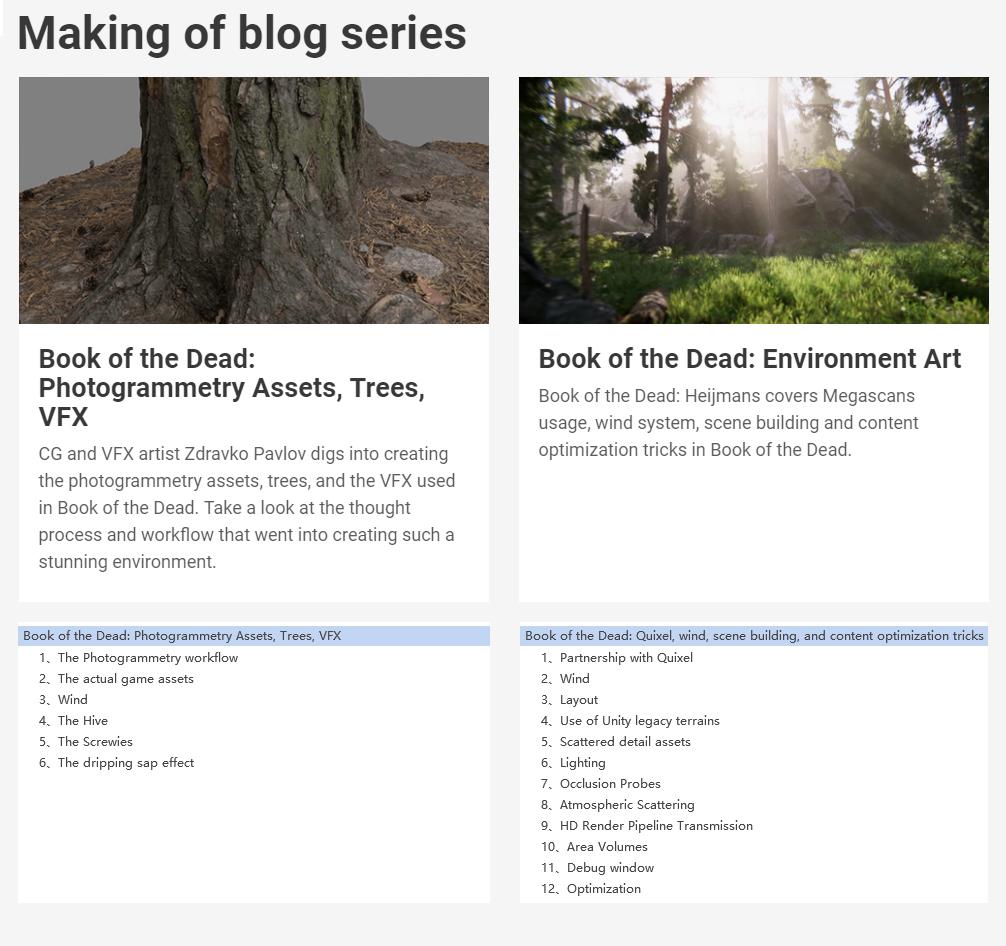 Making of blog series
Book of the Dead:
Photogrammetry Assets, Trees,
VFX
CG and VFX artist Zdravko Pavlov digs into creating
the photogrammetry assets, trees, and the VFX used
in Book of the Dead. Take a look at the thought
process and workflow that went into creating such a
stunning environment.
Book of the Dead: Environment Art
Book of the Dead: Heijmans covers Megascans
usage, wind system, scene building and content
optimization tricks in Book of the Dead.
Book of the Dead: Photogrammetry Assets, Trees, VFX
1、The Photogrammetry workflow
2、The actual game assets
3、Wind
4、The Hive
5、The Screwies
6、The dripping sap effect
Book of the Dead: Quixel, wind, scene building, and content optimization tricks
1、Partnership with Quixel
2、Wind
3、Layout
4、Use of Unity legacy terrains
5、Scattered detail assets
6、Lighting
7、Occlusion Probes
8、Atmospheric Scattering
9、HD Render Pipeline Transmission
10、Area Volumes
11、Debug window
12、Optimization